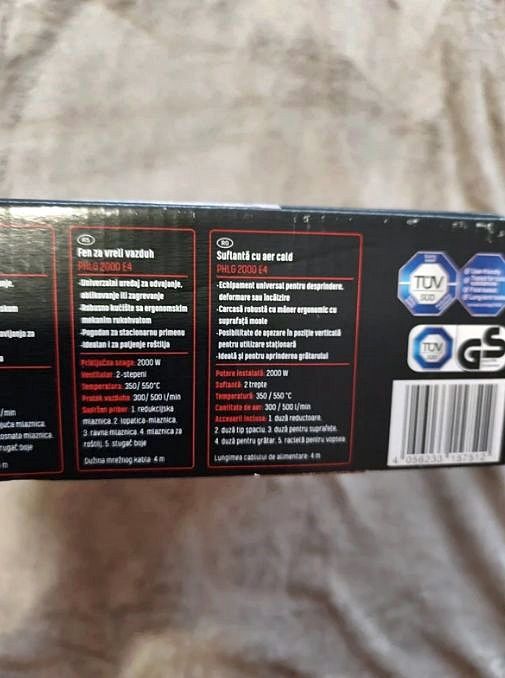 RS
Fen za vreli vazduh
PHLG 2000 E4
-Univerzalni uređaj za odvajanje,
oblikovanje ili zagrevanje
-Robusno kućište sa ergonomskim
mekanim rukohvatom
-Pogodan za stacionarnu primenu
-Idealan i za paljenje roštilja
Priključna snaga: 2000 W
Ventilator: 2-stepeni
Temperatura: 350/550°C
Protok vazduha: 300/500 l/min
Sadržan pribor: 1. redukcijska
mlaznica. 2. lopatica-mlaznica.
3. ravna mlaznica. 4. mlaznica za
roštilj. 5. strugač boje
Dužina mrežnog kabla: 4 m
RO
Suflantă cu aer cald
PHLG 2000 E4
-Echipament universal pentru desprindere,
deformare sau încălzire
-Carcasă robustă cu mâner ergonomic cu
suprafață moale
-Posibilitate de așezare în poziție verticală
pentru utilizare staționară
-Ideală și pentru aprinderea grătarului
Putere instalată: 2000 W
Suflantă: 2 trepte
Temperatură: 350 / 550 °C
Cantitate de aer: 300 / 500 l/min
Accesorii incluse: 1. duză reductoare.
2. duză tip spaclu. 3. duză pentru suprafețe.
4. duză pentru grătar. 5. racletă pentru vopsea
Lungimea cablului de alimentare: 4 m
/min
mlaznica.
m
TÜV
SÜD
TÜV
SÜD
GS